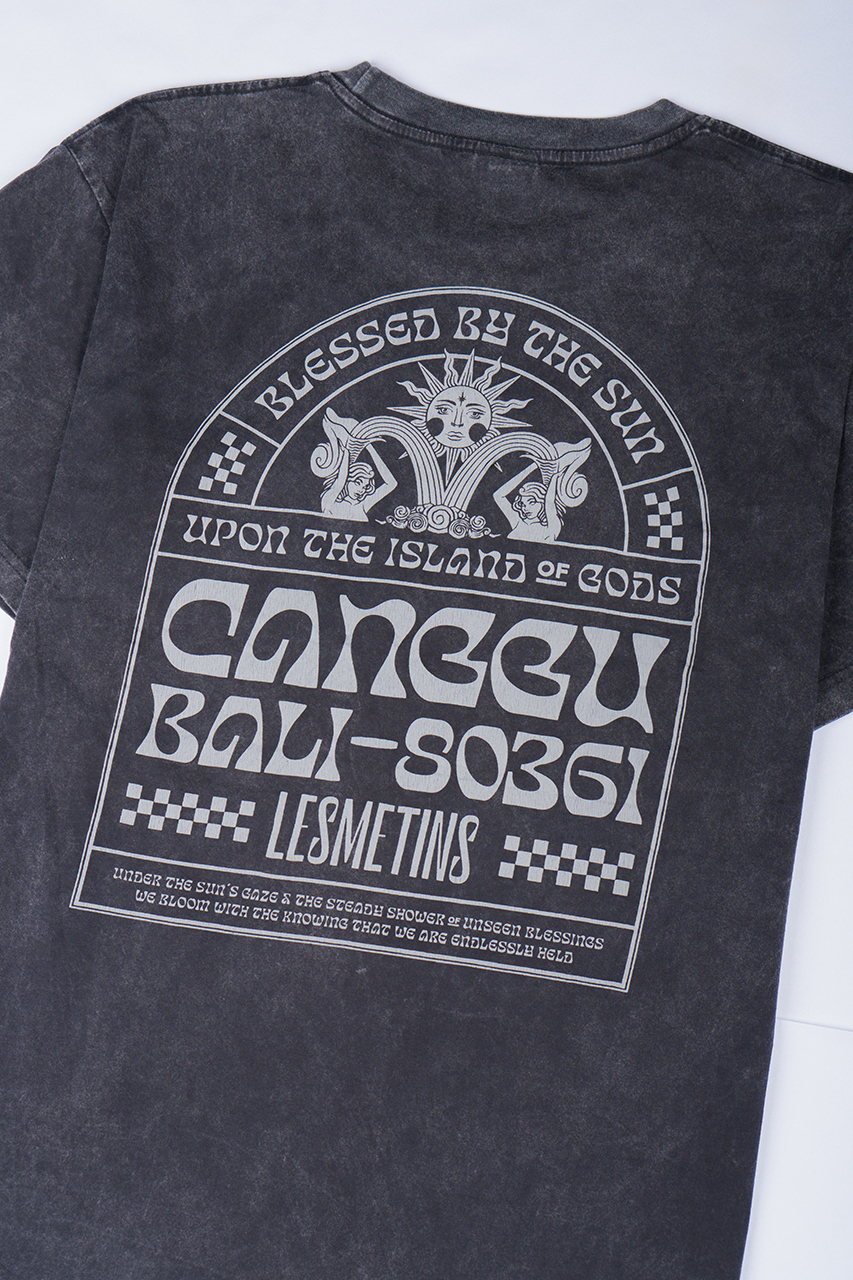 BLESSED BY THE SUN
UPON THE ISLAND OF GODS
CANGGU
BALI-80361
LESMETINS
UNDER THE SUN'S GAZE & THE STEADY SHOWER OF UNSEEN BLESSINGS
WE BLOOM WITH THE KNOWING THAT WE ARE ENDLESSLY HELD